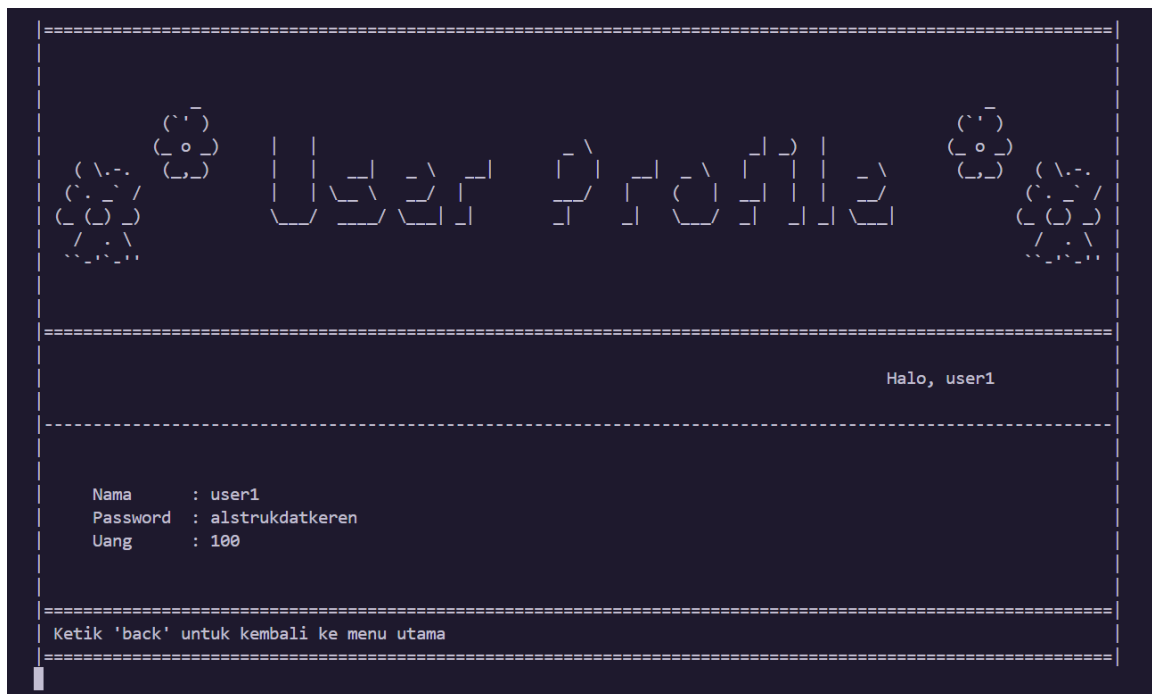 User Profile
Halo, user1
Nama : user1
Password : alstrukdatkeren
Uang : 100
Ketik 'back' untuk kembali ke menu utama